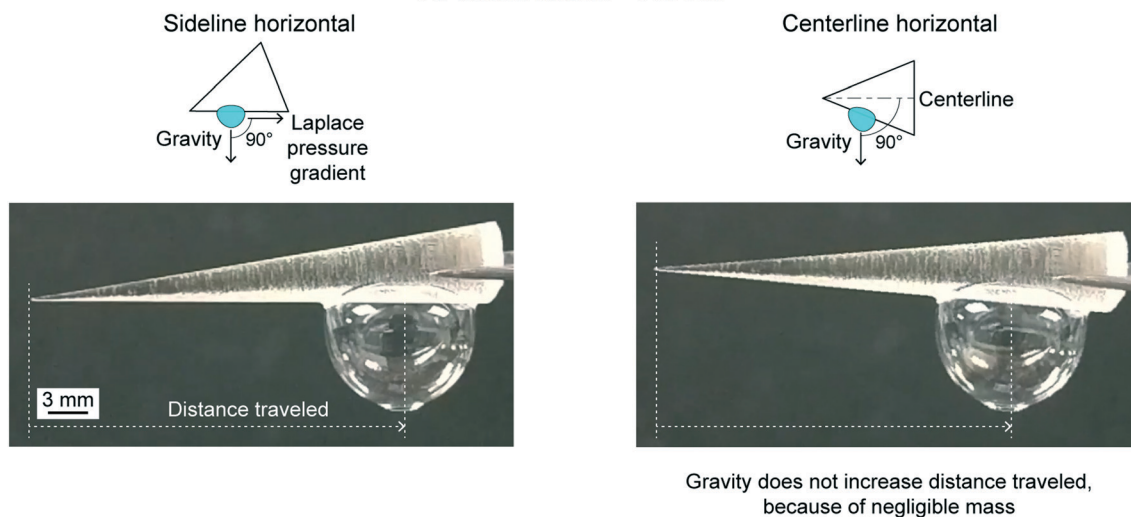 Sideline horizontal
Gravity
90°
Laplace
pressure
gradient
3 mm
Distance traveled
Centerline horizontal
Centerline
Gravity
90°
Gravity does not increase distance traveled,
because of negligible mass